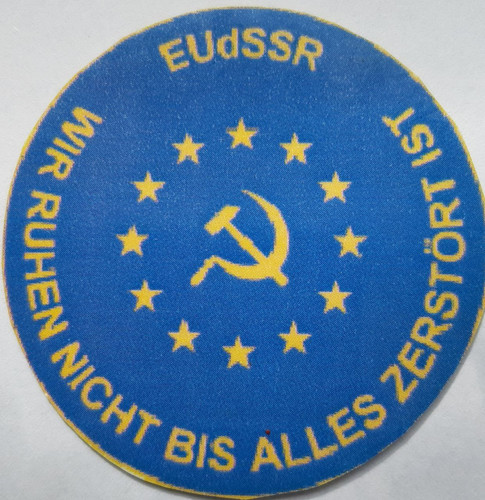 EUdSSR
WIR RUHEN NICHT BIS ALLES ZERSTÖRT IST